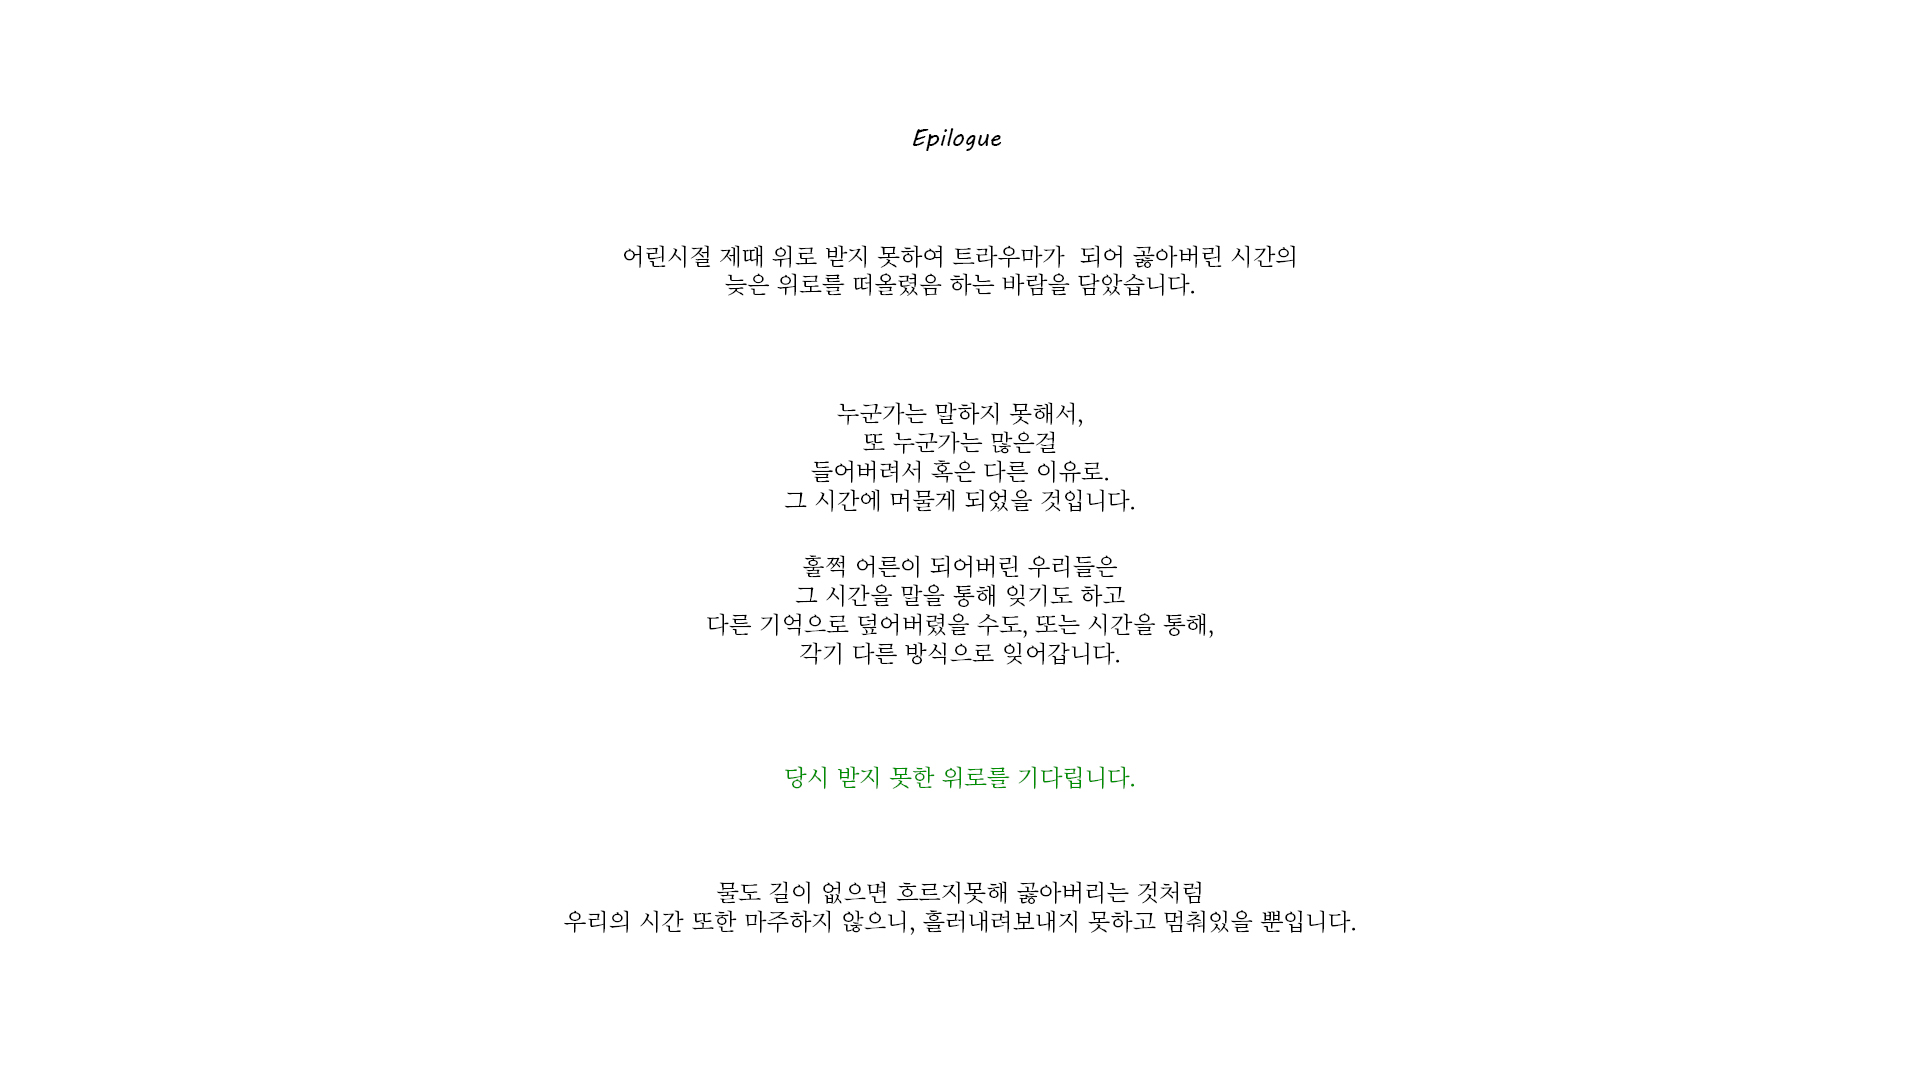 Epilogue
어린시절 제때 위로 받지 못하여 트라우마가  되어 곯아버린 시간의
늦은 위로를 떠올렸음 하는 바람을 담았습니다.
누군가는 말하지 못해서,
또 누군가는 많은걸
들어버려서 혹은 다른 이유로.
그 시간에 머물게 되었을 것입니다.
훌쩍 어른이 되어버린 우리들은
그 시간을 말을 통해 잊기도 하고
다른 기억으로 덮어버렸을 수도, 또는 시간을 통해,
각기 다른 방식으로 잊어갑니다.
당시 받지 못한 위로를 기다립니다.
물도 길이 없으면 흐르지못해 곯아버리는 것처럼
우리의 시간 또한 마주하지 않으니, 흘러내려보내지 못하고 멈춰있을 뿐입니다.